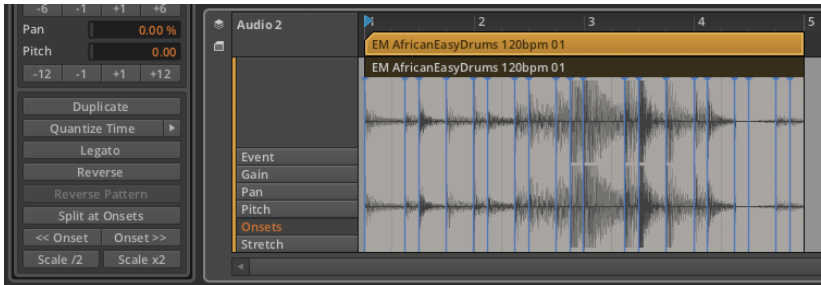 -6 -1 +1 +6
Pan 0.00 %
Pitch 0.00
-12 -1 +1 +12
Duplicate
Quantize Time
Legato
Reverse
Reverse Pattern
Split at Onsets
<< Onset Onset >>
Scale /2 Scale x2
Audio 2
1 2 3 4 5
EM AfricanEasyDrums 120bpm 01
EM AfricanEasyDrums 120bpm 01
Event
Gain
Pan
Pitch
Onsets
Stretch